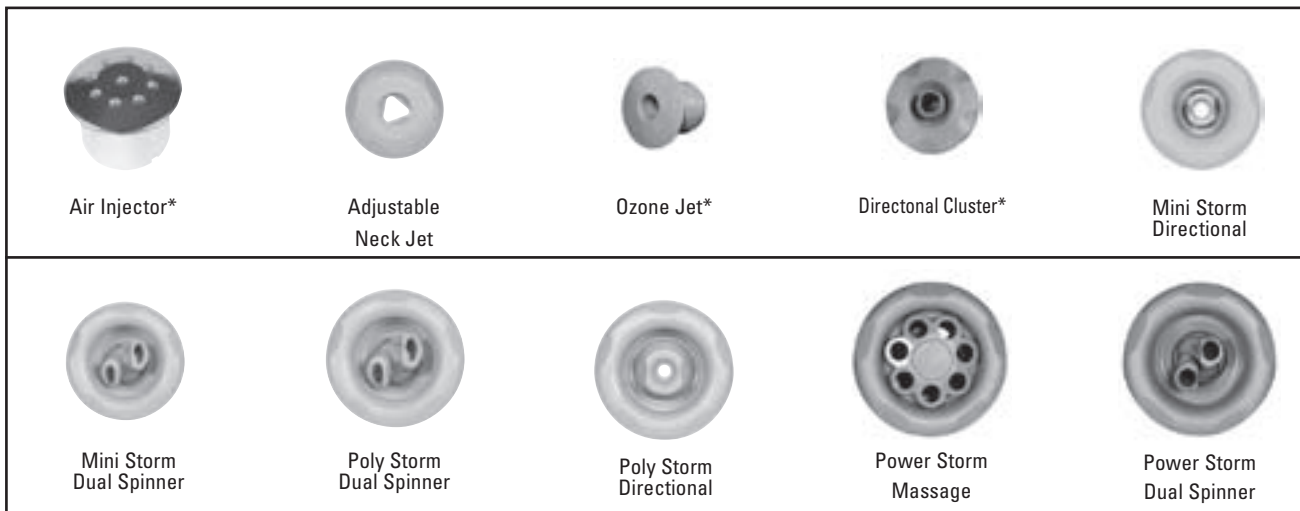 Air Injector*
Adjustable
Neck Jet
Ozone Jet*
Directonal Cluster*
Mini Storm
Directional
Mini Storm
Dual Spinner
Poly Storm
Dual Spinner
Poly Storm
Directional
Power Storm
Massage
Power Storm
Dual Spinner